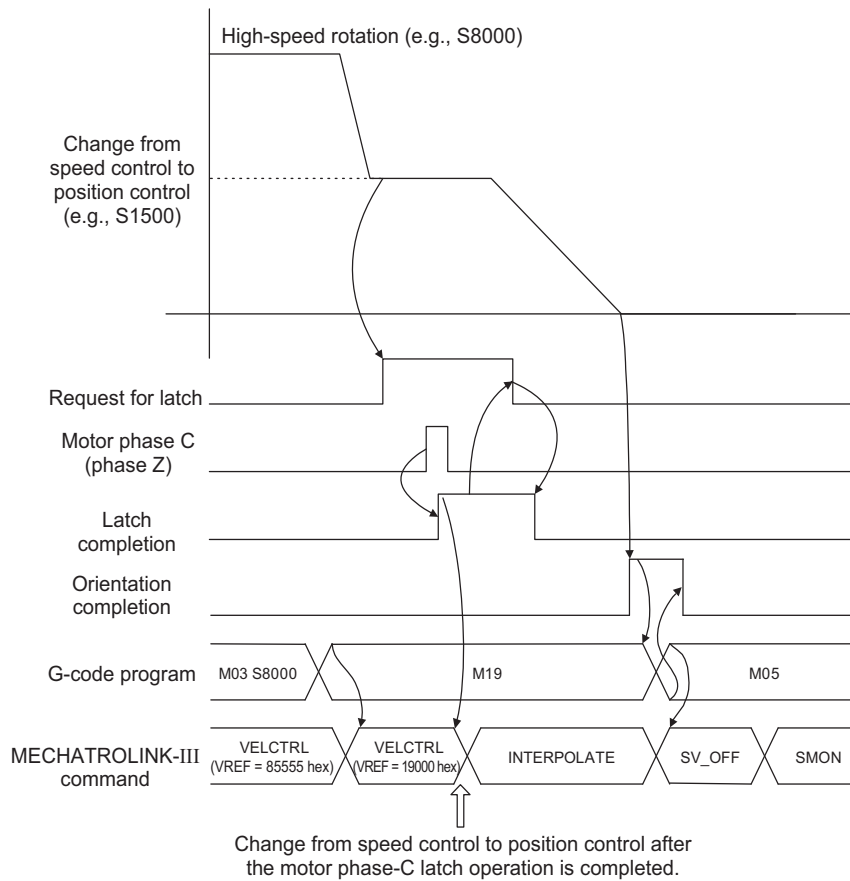 High-speed rotation (e.g., S8000)
Change from
speed control to
position control
(e.g., S1500)
Request for latch
Motor phase C
(phase Z)
Latch
completion
Orientation
completion
G-code program
M03 S8000
M19
M05
MECHATROLINK-III
command
VELCTRL
(VREF = 85555 hex)
VELCTRL
(VREF = 19000 hex)
INTERPOLATE
SV_OFF
SMON
Change from speed control to position control after
the motor phase-C latch operation is completed.